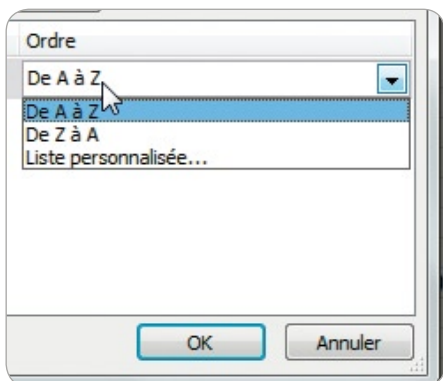 Ordre
De A à Z
De A à Z
De Z à A
Liste personnalisée...
OK
Annuler